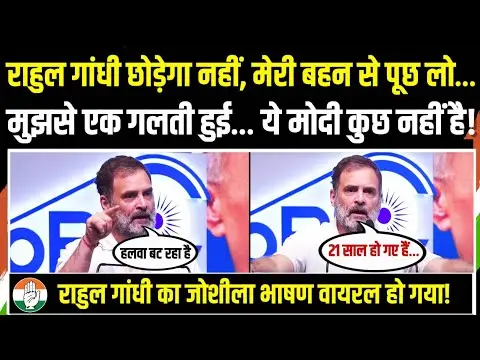 राहुल गांधी छोड़ेगा नहीं, मेरी बहन से पूछ लो...
मुझसे एक गलती हुई... ये मोदी कुछ नहीं है!
हलवा बट रहा है
21 साल हो गए हैं...
राहुल गांधी का जोशीला भाषण वायरल हो गया!